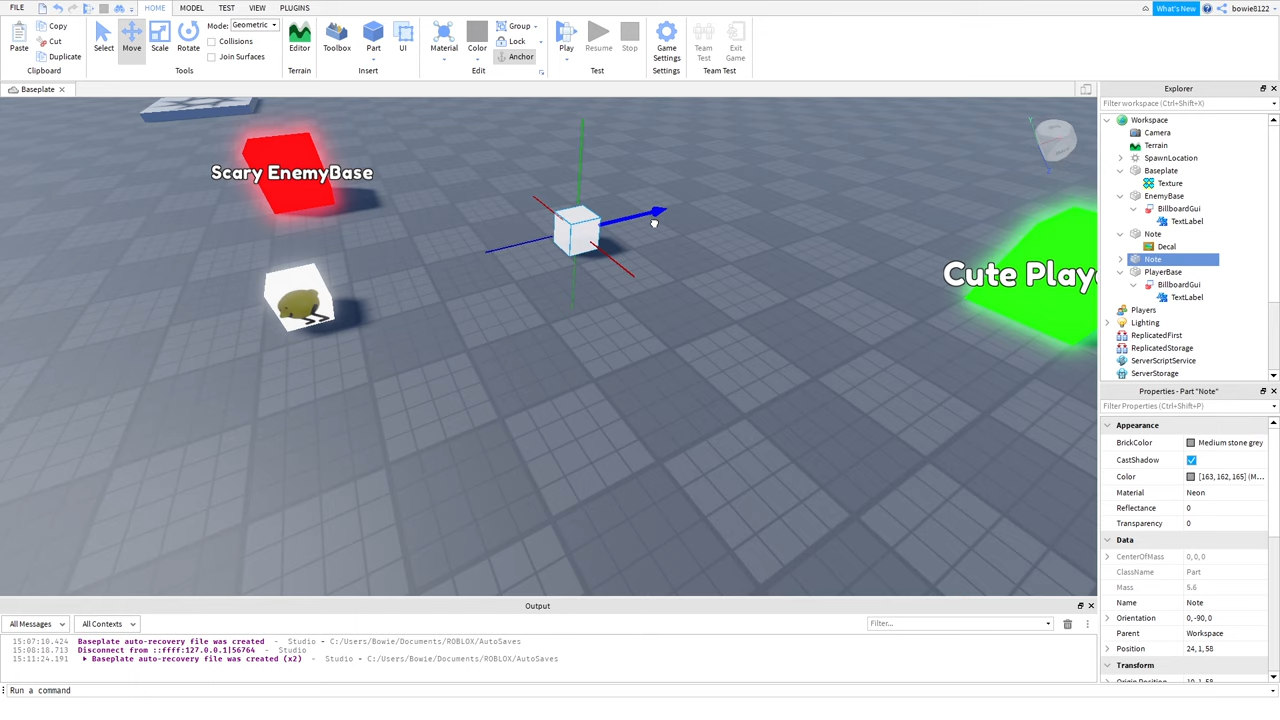 FILE HOME MODEL TEST VIEW PLUGINS What's New bowie8122
Paste Copy Cut Duplicate Clipboard
Select Move Scale Rotate Mode: Geometric Collisions Join Surfaces Tools
Editor Terrain
Toolbox Part UI Insert
Material Color Group Lock Anchor Edit
Play Resume Stop Test
Game Settings Settings
Team Test Exit Game Team Test
Baseplate
Scary EnemyBase
Cute Playe
Explorer
Filter workspace (Ctrl+Shift+X)
Workspace
Camera
Terrain
SpawnLocation
Baseplate
Texture
EnemyBase
BillboardGui
TextLabel
Note
Decal
Note
PlayerBase
BillboardGui
TextLabel
Players
Lighting
ReplicatedFirst
ReplicatedStorage
ServerScriptService
ServerStorage
Properties - Part "Note"
Filter Properties (Ctrl+Shift+P)
Appearance
BrickColor Medium stone grey
CastShadow
Color [163, 162, 165] (M...
Material Neon
Reflectance 0
Transparency 0
Data
CenterOfMass 0, 0, 0
ClassName Part
Mass 5.6
Name Note
Orientation 0, -90, 0
Parent Workspace
Position 24, 1, 58
Transform
Output
All Messages All Contexts Filter...
15:07:10.424 Baseplate auto-recovery file was created - Studio - C:/Users/Bowie/Documents/ROBLOX/AutoSaves
15:08:18.713 Disconnect from ::ffff:127.0.0.1|56764 - Studio
15:11:24.191 Baseplate auto-recovery file was created (x2) - Studio - C:/Users/Bowie/Documents/ROBLOX/AutoSaves
Run a command